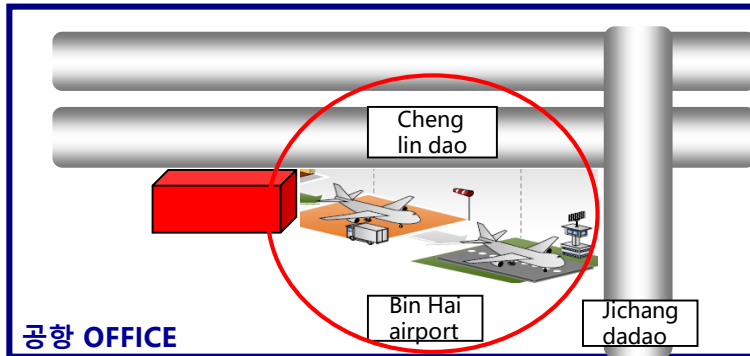 Cheng
lin dao
Bin Hai
airport
Jichang
dadao
공항 OFFICE